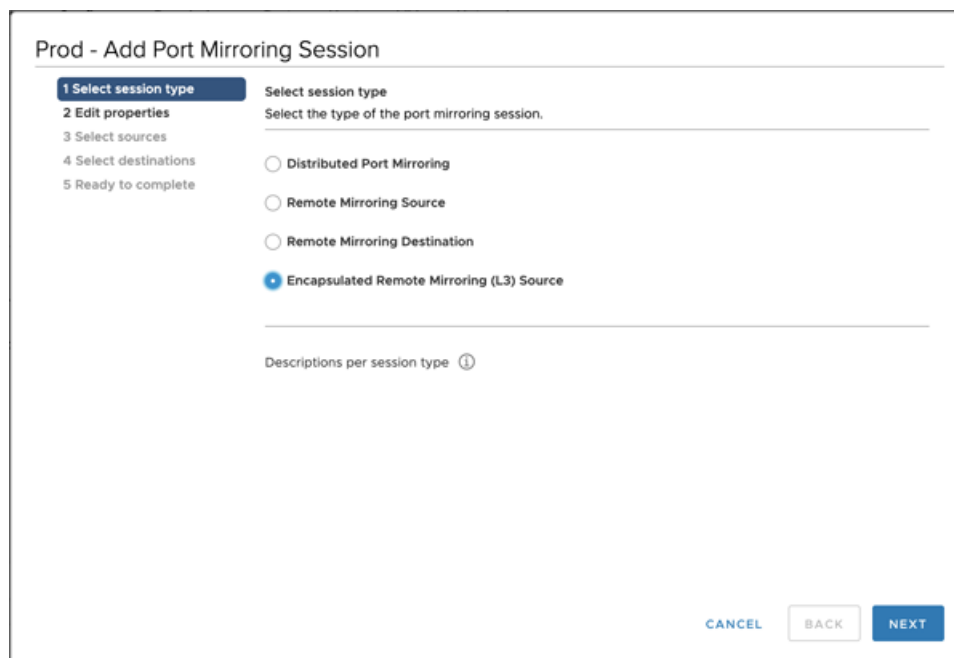 Prod - Add Port Mirroring Session
1 Select session type
2 Edit properties
3 Select sources
4 Select destinations
5 Ready to complete
Select session type
Select the type of the port mirroring session.
Distributed Port Mirroring
Remote Mirroring Source
Remote Mirroring Destination
Encapsulated Remote Mirroring (L3) Source
Descriptions per session type
CANCEL
BACK
NEXT